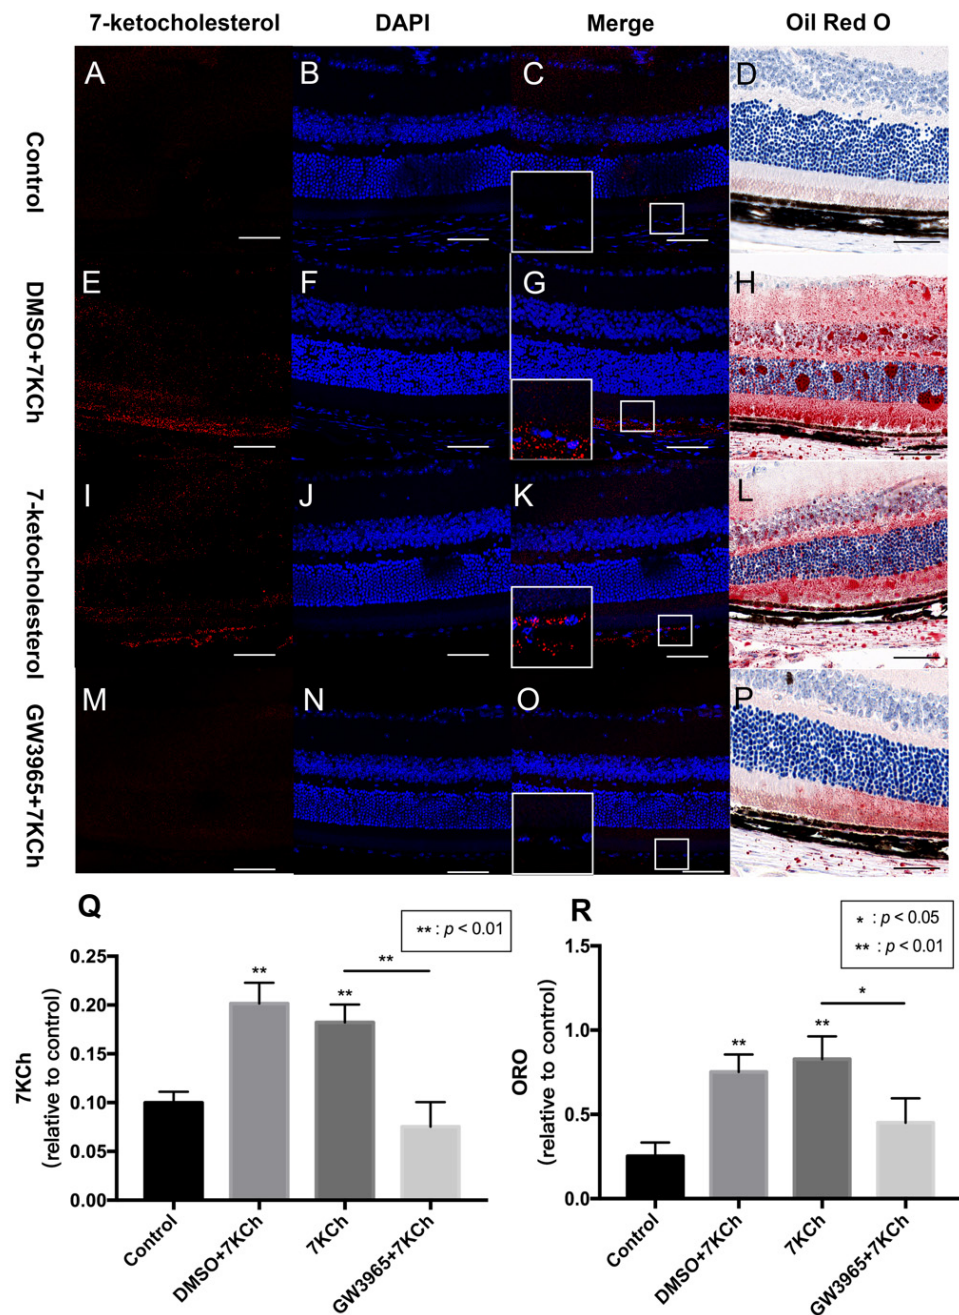 7-ketocholesterol DAPI Merge Oil Red O
Control
A B C D
DMSO+7KCh
E F G H
7-ketocholesterol
I J K L
GW3965+7KCh
M N O P
Q
** : p < 0.01
7KCh
(relative to control)
0.25
0.20
0.15
0.10
0.05
0.00
**
**
**
Control
DMSO+7KCh
7KCh
GW3965+7KCh
R
* : p < 0.05
** : p < 0.01
ORO
(relative to control)
1.5
1.0
0.5
0.0
**
**
*
Control
DMSO+7KCh
7KCh
GW3965+7KCh